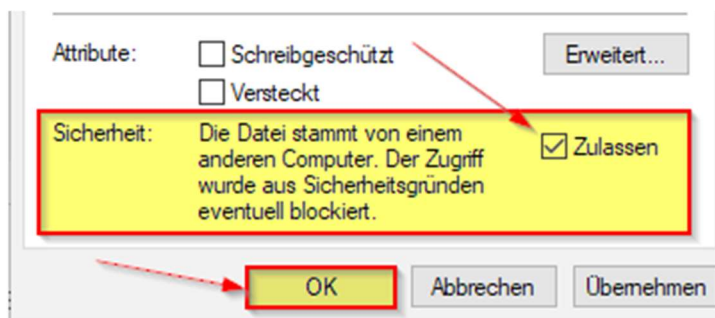 Attribute: Schreibgeschützt Erweitert...
Versteckt
Sicherheit: Die Datei stammt von einem
anderen Computer. Der Zugriff Zulassen
wurde aus Sicherheitsgründen
eventuell blockiert.
OK Abbrechen Übernehmen